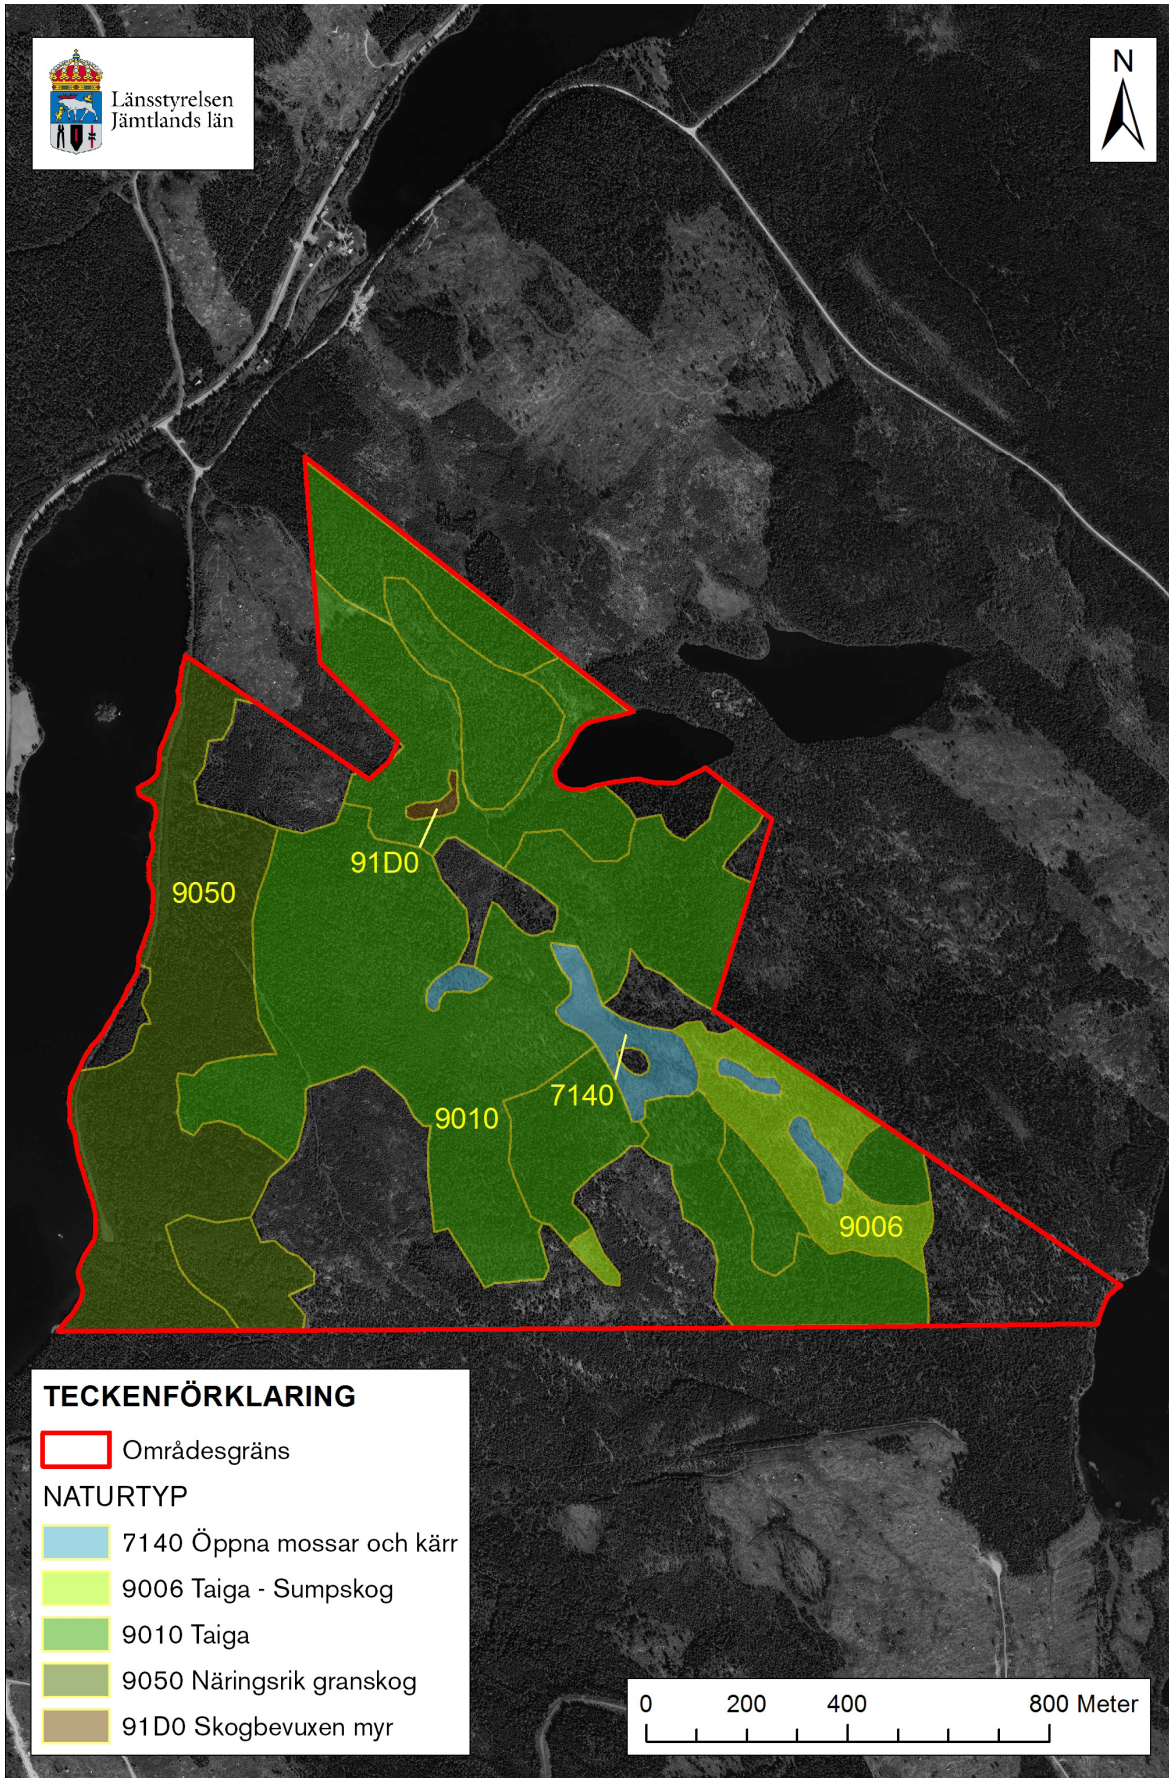 Länsstyrelsen
Jämtlands län
N
91D0
9050
7140
9010
9006
TECKENFÖRKLARING
Områdesgräns
NATURTYP
7140 Öppna mossar och kärr
9006 Taiga - Sumpskog
9010 Taiga
9050 Näringsrik granskog
91D0 Skogbevuxen myr
0 200 400 800 Meter